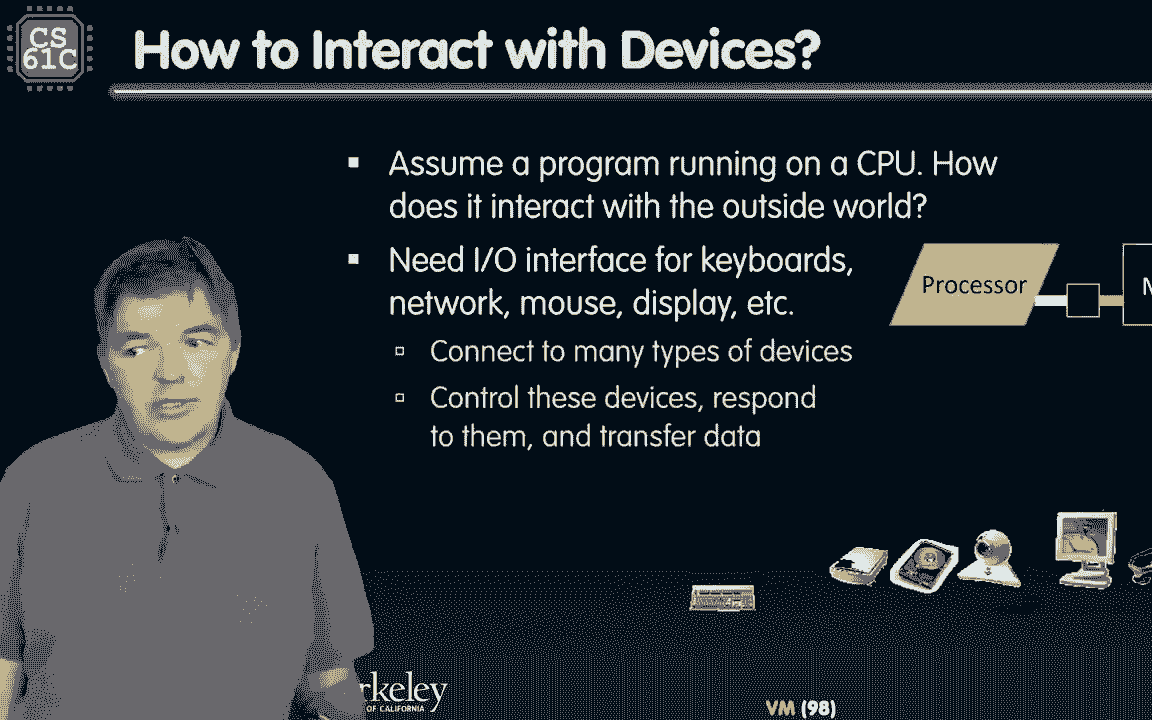 CS
61C
How to Interact with Devices?
Assume a program running on a CPU. How
does it interact with the outside world?
Need I/O interface for keyboards,
network, mouse, display, etc.
Processor
Connect to many types of devices
Control these devices, respond
to them, and transfer data
rkeley
OF CALIFORNIA
VM (98)